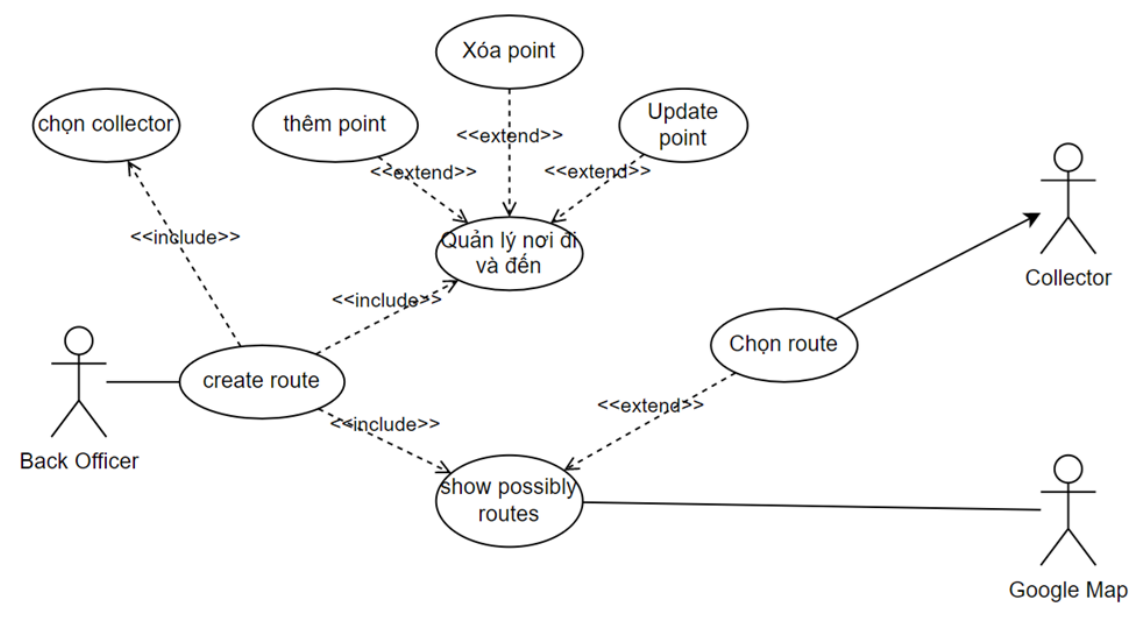 Xóa point
chọn collector
thêm point
Update
point
<<extend>>
<<extend>>
<<extend>>
<<include>>
Quản lý nơi đi
và đến
Collector
<<include>>
Chọn route
create route
<<extend>>
<<include>>
Back Officer
show possibly
routes
Google Map